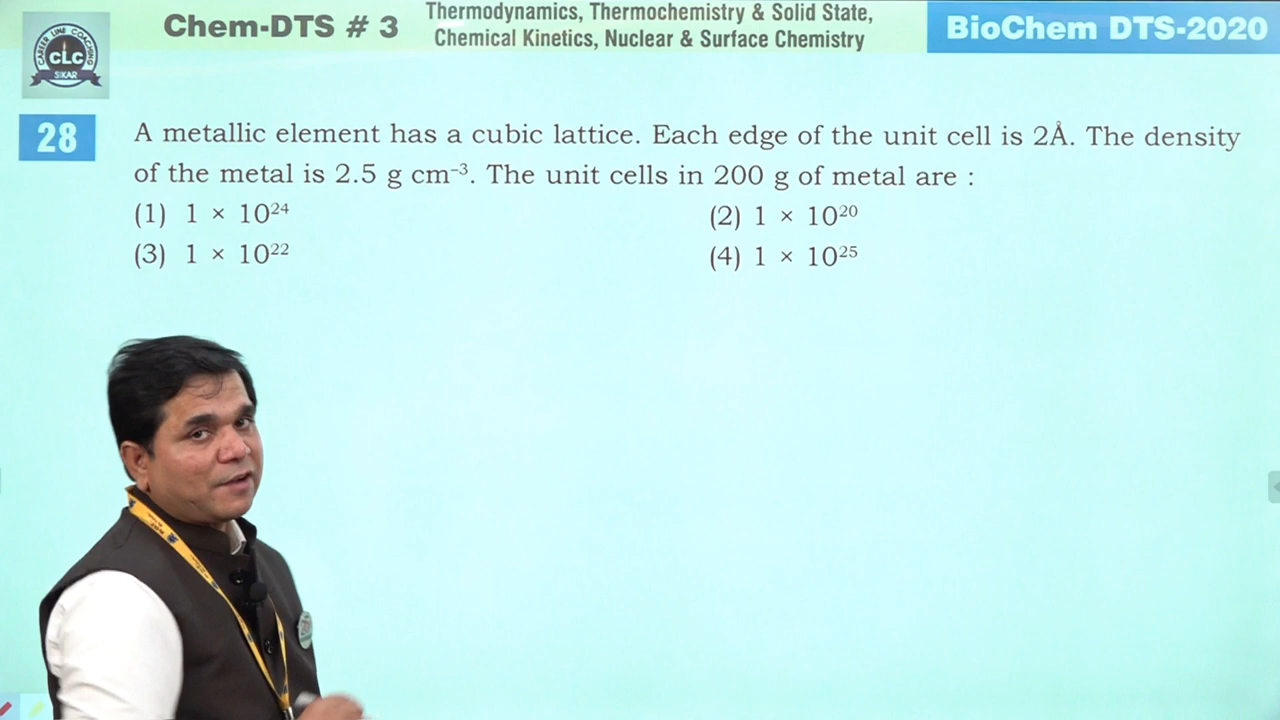 Chem-DTS # 3
Thermodynamics, Thermochemistry & Solid State,
Chemical Kinetics, Nuclear & Surface Chemistry
BioChem DTS-2020
CAREER LINE COACHING
CLC
SIKAR
28
A metallic element has a cubic lattice. Each edge of the unit cell is 2Å. The density
of the metal is 2.5 g cm⁻³. The unit cells in 200 g of metal are :
(1) 1 × 10²⁴
(2) 1 × 10²⁰
(3) 1 × 10²²
(4) 1 × 10²⁵